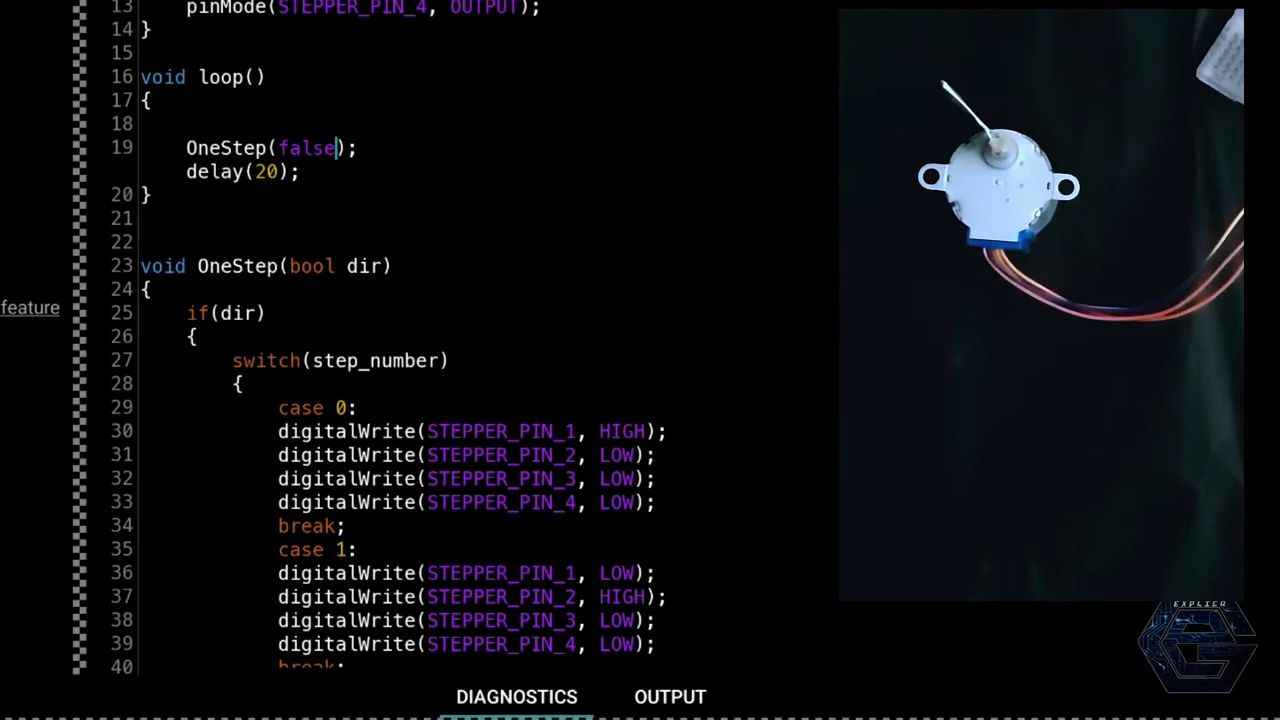 13 pinMode(STEPPER_PIN_4, OUTPUT);
14 }
15
16 void loop()
17 {
18
19 OneStep(false);
delay(20);
20 }
21
22
23 void OneStep(bool dir)
24 {
25 if(dir)
26 {
27 switch(step_number)
28 {
29 case 0:
30 digitalWrite(STEPPER_PIN_1, HIGH);
31 digitalWrite(STEPPER_PIN_2, LOW);
32 digitalWrite(STEPPER_PIN_3, LOW);
33 digitalWrite(STEPPER_PIN_4, LOW);
34 break;
35 case 1:
36 digitalWrite(STEPPER_PIN_1, LOW);
37 digitalWrite(STEPPER_PIN_2, HIGH);
38 digitalWrite(STEPPER_PIN_3, LOW);
39 digitalWrite(STEPPER_PIN_4, LOW);
40 break;
feature
DIAGNOSTICS OUTPUT
EXPLICA